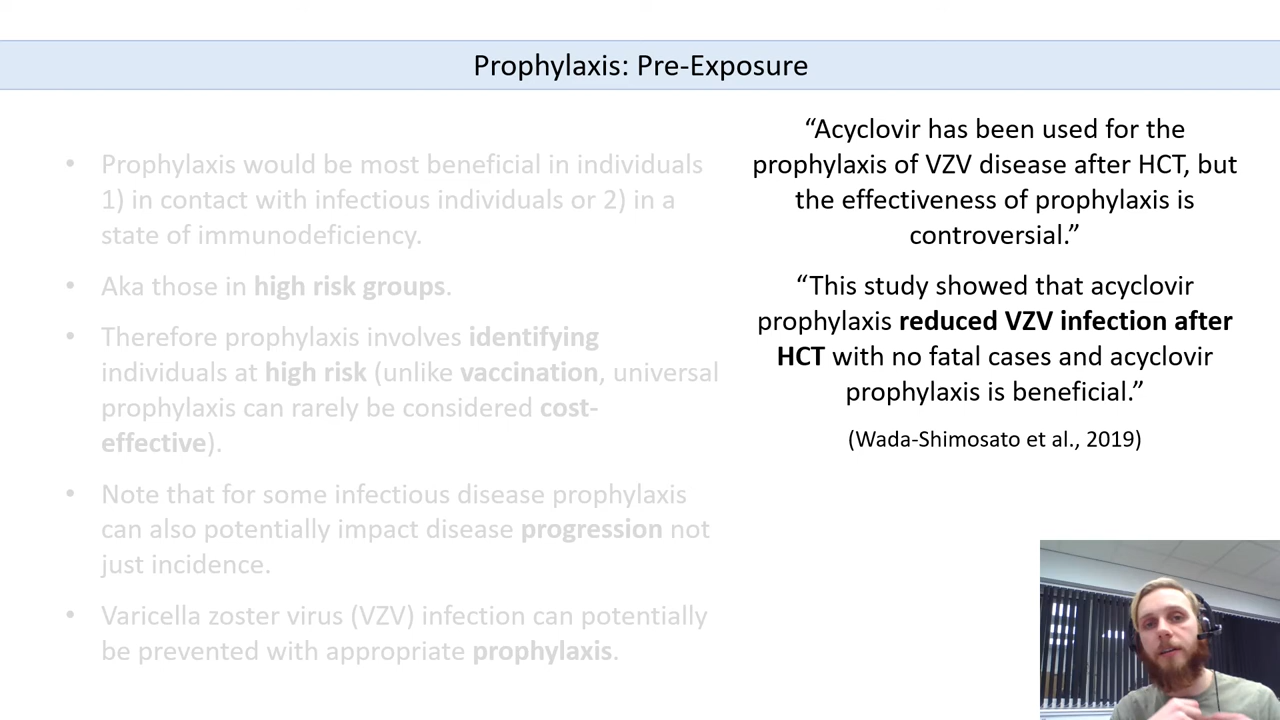 Prophylaxis: Pre-Exposure
• Prophylaxis would be most beneficial in individuals
1) in contact with infectious individuals or 2) in a
state of immunodeficiency.
• Aka those in high risk groups.
• Therefore prophylaxis involves identifying
individuals at high risk (unlike vaccination, universal
prophylaxis can rarely be considered cost-
effective).
• Note that for some infectious disease prophylaxis
can also potentially impact disease progression not
just incidence.
• Varicella zoster virus (VZV) infection can potentially
be prevented with appropriate prophylaxis.
“Acyclovir has been used for the
prophylaxis of VZV disease after HCT, but
the effectiveness of prophylaxis is
controversial.”
“This study showed that acyclovir
prophylaxis reduced VZV infection after
HCT with no fatal cases and acyclovir
prophylaxis is beneficial.”
(Wada-Shimosato et al., 2019)